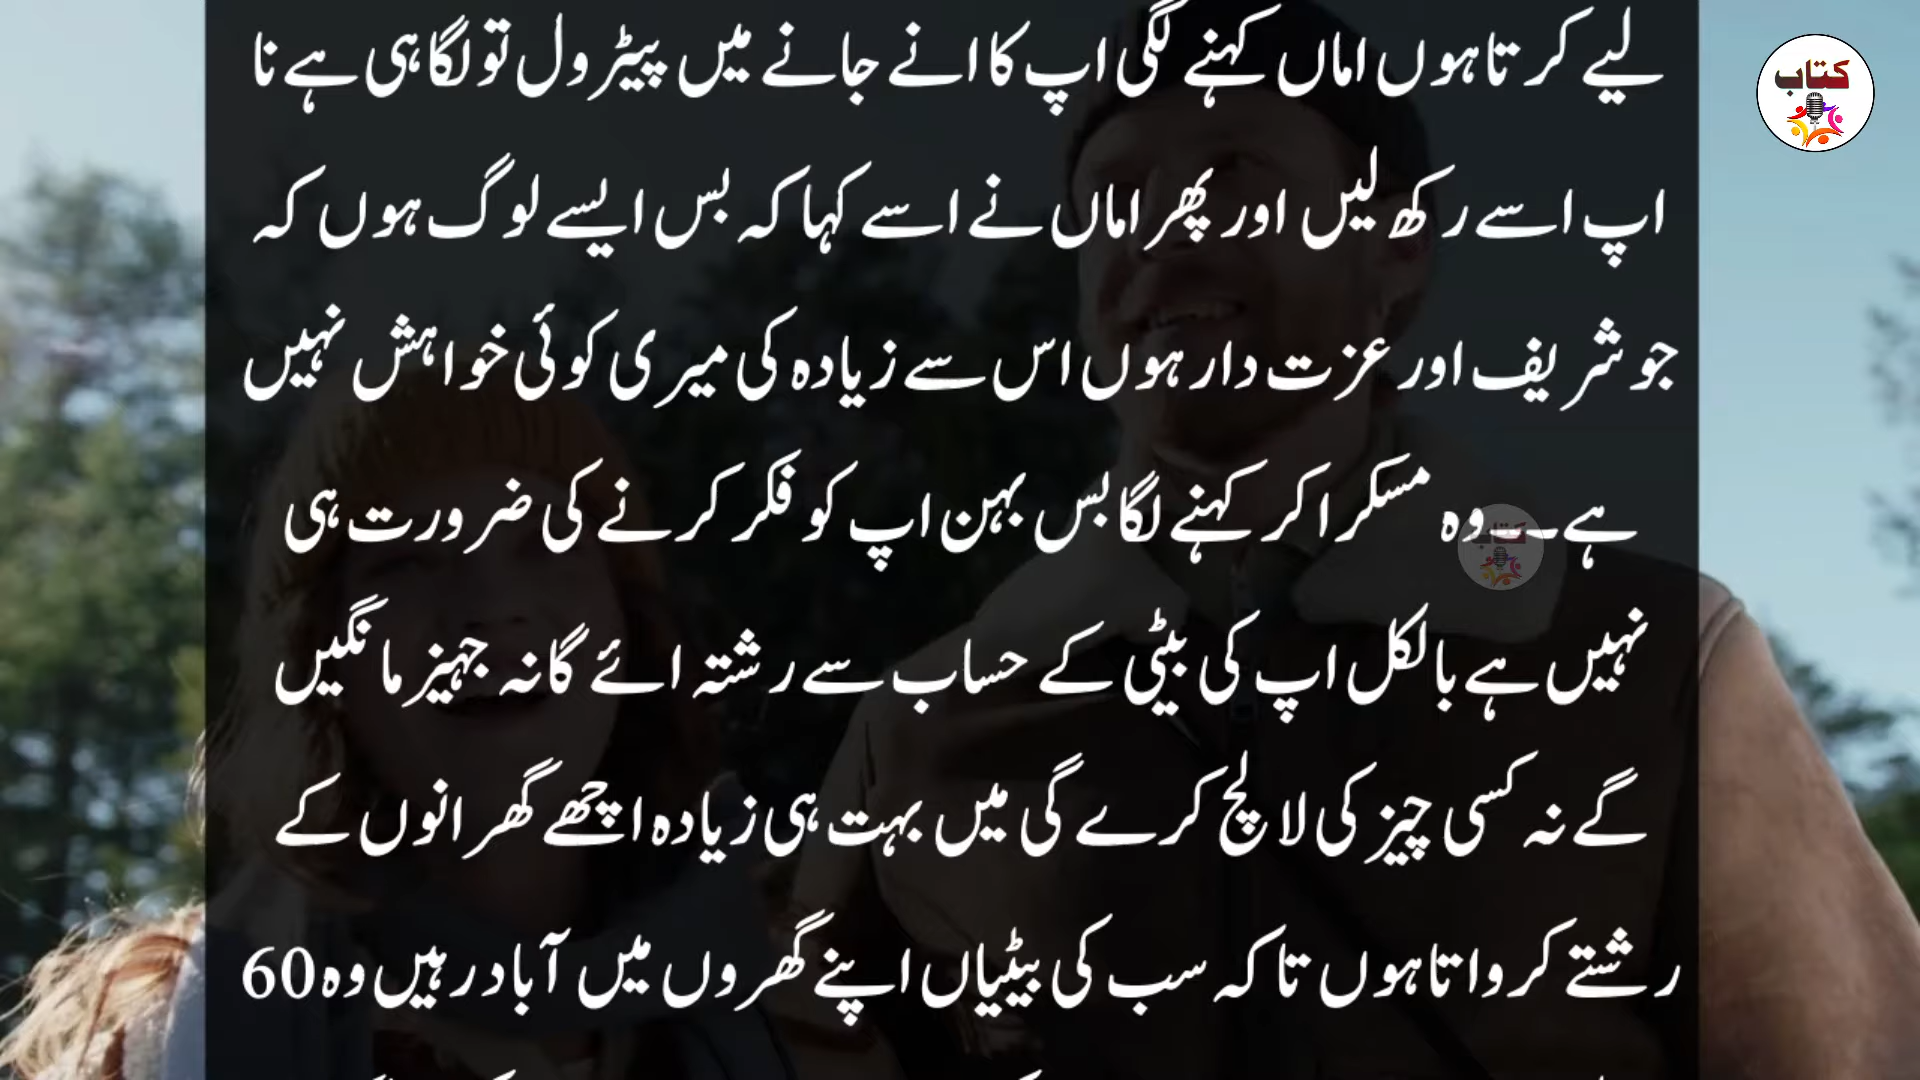 لیے کرتا ہوں اماں کہنے لگی اپ کا انے جانے میں پیٹرول تو لگا ہی ہے نا
اپ اسے رکھ لیں اور پھر اماں نے اسے کہا کہ بس ایسے لوگ ہوں کہ
جو شریف اور عزت دار ہوں اس سے زیادہ کی میری کوئی خواہش نہیں
ہے۔۔۔وہ مسکرا کر کہنے لگا بس بہن اپ کو فکر کرنے کی ضرورت ہی
نہیں ہے بالکل اپ کی بیٹی کے حساب سے رشتہ ائے گا نہ جہیز مانگیں
گے نہ کسی چیز کی لالچ کرے گی میں بہت ہی زیادہ اچھے گھرانوں کے
رشتے کرواتا ہوں تاکہ سب کی بیٹیاں اپنے گھروں میں آباد رہیں وہ 60
کتاب
کتاب